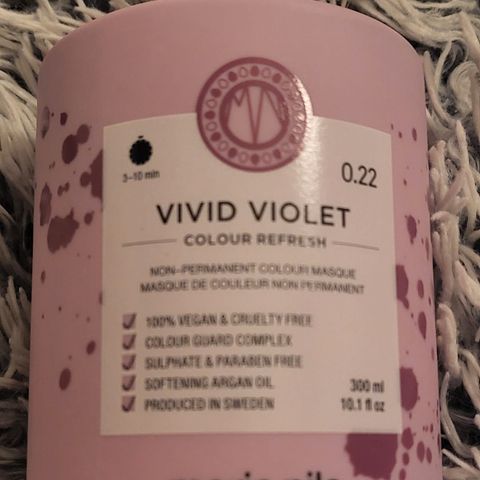 3-10 min
0.22
VIVID VIOLET
COLOUR REFRESH
NON-PERMANENT COLOUR MASQUE
MASQUE DE COULEUR NON PERMANENT
100% VEGAN & CRUELTY FREE
COLOUR GUARD COMPLEX
SULPHATE & PARABEN FREE
SOFTENING ARGAN OIL
PRODUCED IN SWEDEN
300 ml
10.1 fl oz